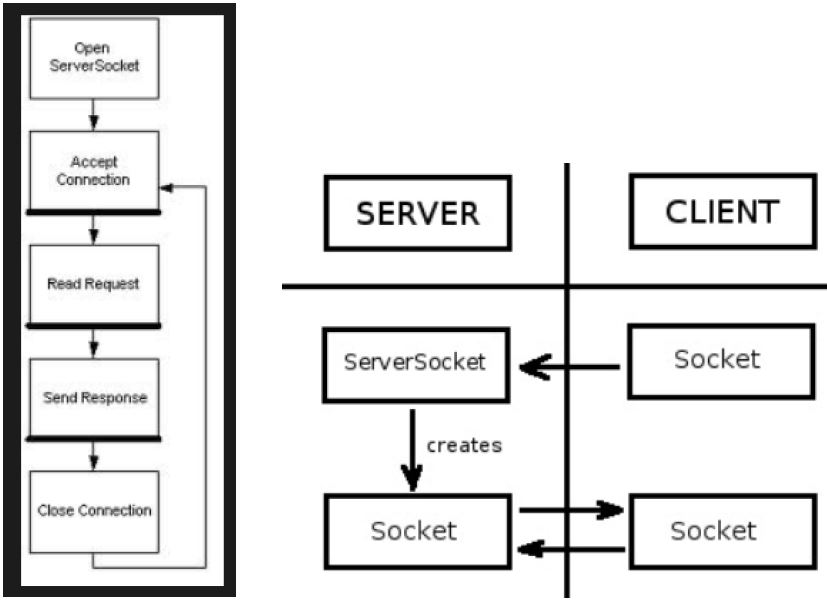 Open
ServerSocket
Accept
Connection
Read Request
Send Response
Close Connection
SERVER
CLIENT
ServerSocket
Socket
creates
Socket
Socket